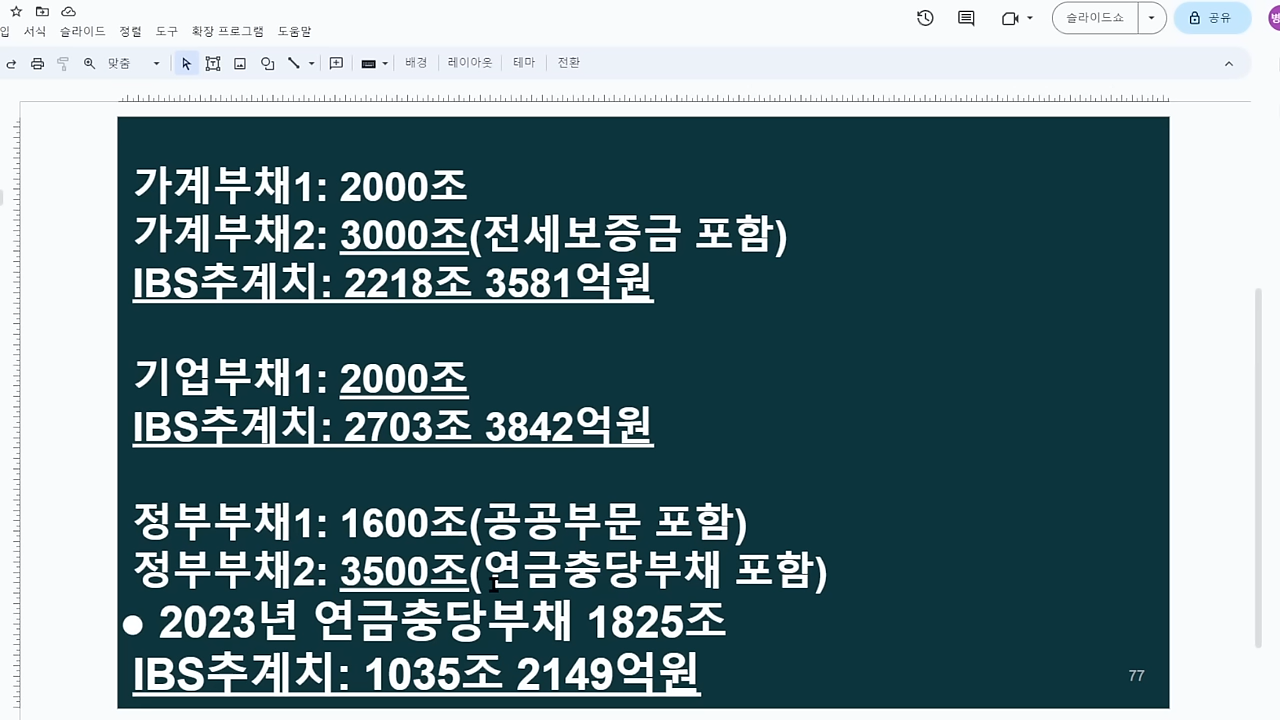 입 서식 슬라이드 정렬 도구 확장 프로그램 도움말
슬라이드쇼
공유
맞춤
배경 레이아웃 테마 전환
가계부채1: 2000조
가계부채2: 3000조(전세보증금 포함)
IBS추계치: 2218조 3581억원
기업부채1: 2000조
IBS추계치: 2703조 3842억원
정부부채1: 1600조(공공부문 포함)
정부부채2: 3500조(연금충당부채 포함)
● 2023년 연금충당부채 1825조
IBS추계치: 1035조 2149억원
77